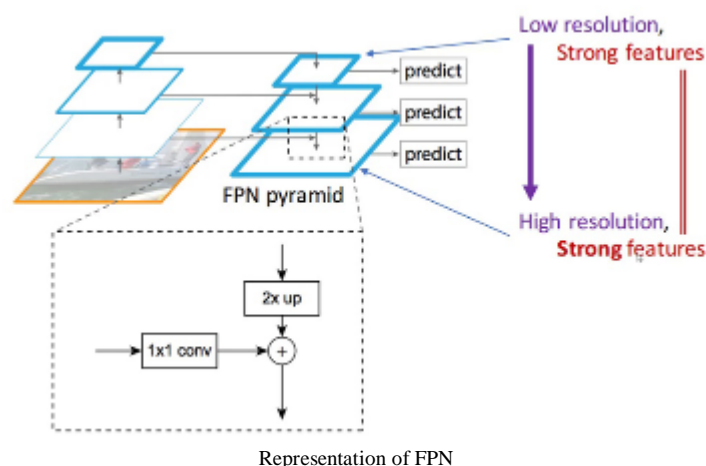 Low resolution,
Strong features
predict
predict
predict
FPN pyramid
High resolution,
Strong features
2x up
1x1 conv
+
Representation of FPN